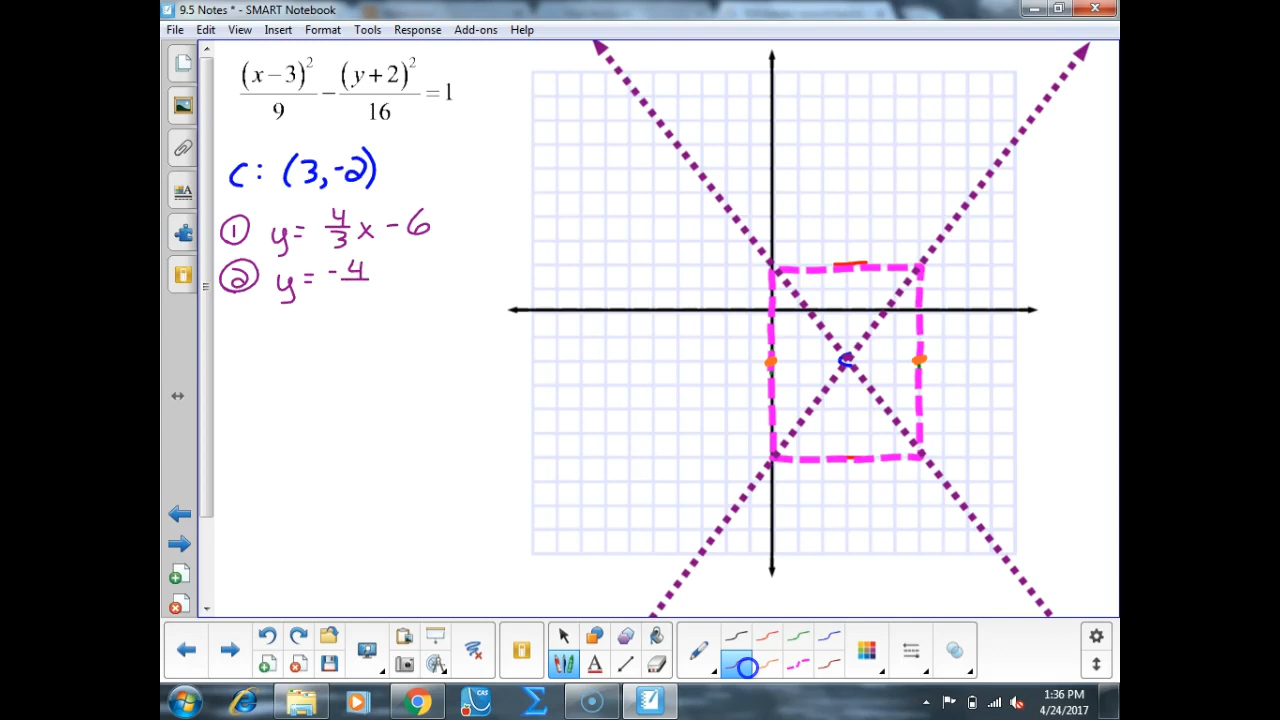 9.5 Notes * - SMART Notebook
File Edit View Insert Format Tools Response Add-ons Help
(x−3)²/9 − (y+2)²/16 = 1
C: (3,-2)
① y = 4/3 x - 6
② y = -4
C
CAS
A
1:36 PM
4/24/2017